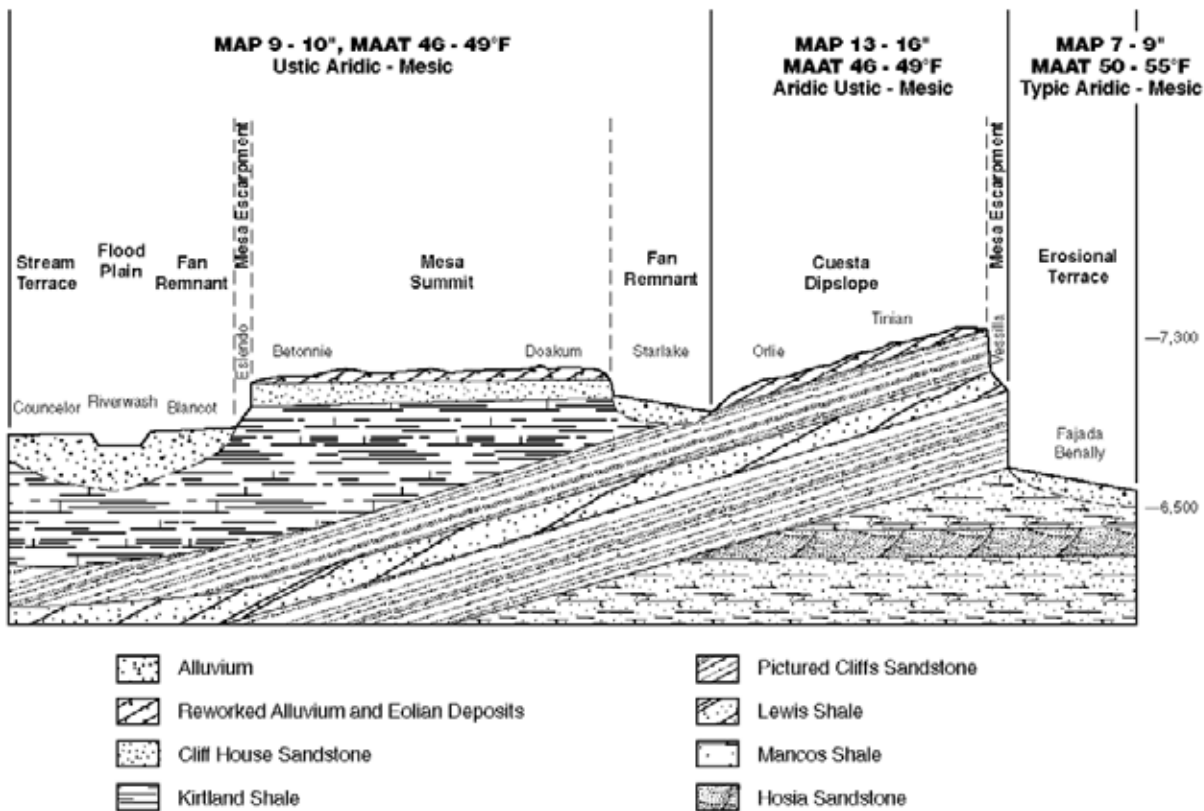 MAP 9 - 10", MAAT 46 - 49°F
Ustic Aridic - Mesic
MAP 13 - 16"
MAAT 46 - 49°F
Aridic Ustic - Mesic
MAP 7 - 9"
MAAT 50 - 55°F
Typic Aridic - Mesic
Stream
Terrace
Flood
Plain
Fan
Remnant
Mesa Escarpment
Mesa
Summit
Fan
Remnant
Cuesta
Dipslope
Mesa Escarpment
Erosional
Terrace
Councelor
Riverwash
Blancot
Eslendo
Betonnie
Doakum
Starlake
Orlie
Tinian
Vessilla
Fajada
Benally
7,300
6,500
Alluvium
Reworked Alluvium and Eolian Deposits
Cliff House Sandstone
Kirtland Shale
Pictured Cliffs Sandstone
Lewis Shale
Mancos Shale
Hosia Sandstone